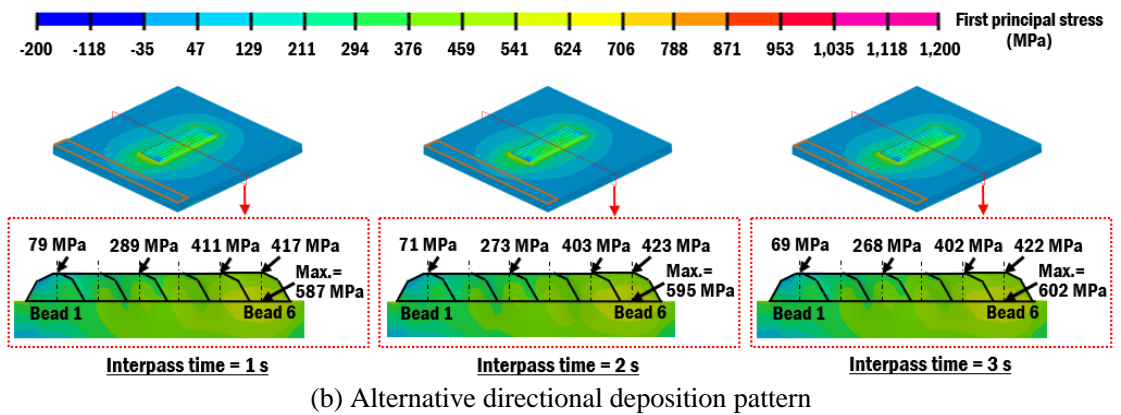 First principal stress
(MPa)
-200 -118 -35 47 129 211 294 376 459 541 624 706 788 871 953 1,035 1,118 1,200
79 MPa 289 MPa 411 MPa 417 MPa
Max.=
587 MPa
Bead 1 Bead 6
Interpass time = 1 s
71 MPa 273 MPa 403 MPa 423 MPa
Max.=
595 MPa
Bead 1 Bead 6
Interpass time = 2 s
69 MPa 268 MPa 402 MPa 422 MPa
Max.=
602 MPa
Bead 1 Bead 6
Interpass time = 3 s
(b) Alternative directional deposition pattern